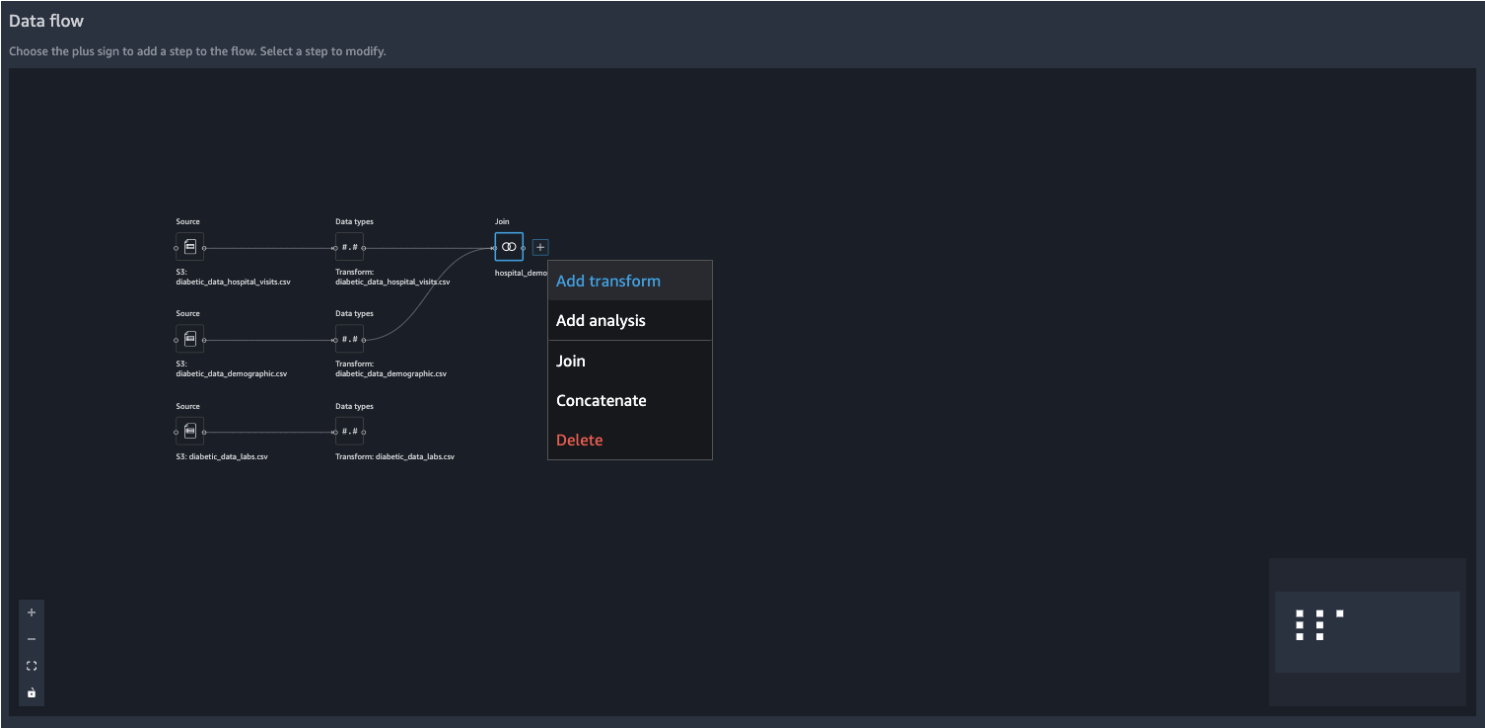 Data flow
Choose the plus sign to add a step to the flow. Select a step to modify.
Source
Data types
Join
#.#
S3:
diabetic_data_hospital_visits.csv
Transform:
diabetic_data_hospital_visits.csv
hospital_demo
Add transform
Add analysis
Join
Concatenate
Delete
Source
Data types
#.#
S3:
diabetic_data_demographic.csv
Transform:
diabetic_data_demographic.csv
Source
Data types
#.#
S3: diabetic_data_labs.csv
Transform: diabetic_data_labs.csv